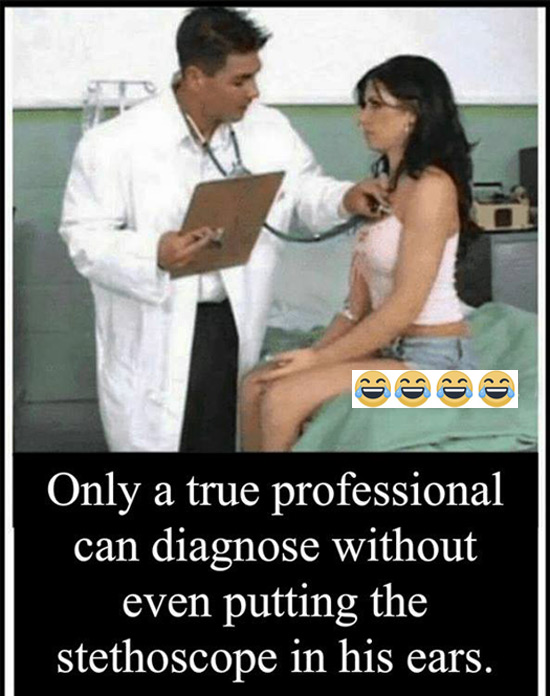 Only a true professional
can diagnose without
even putting the
stethoscope in his ears.